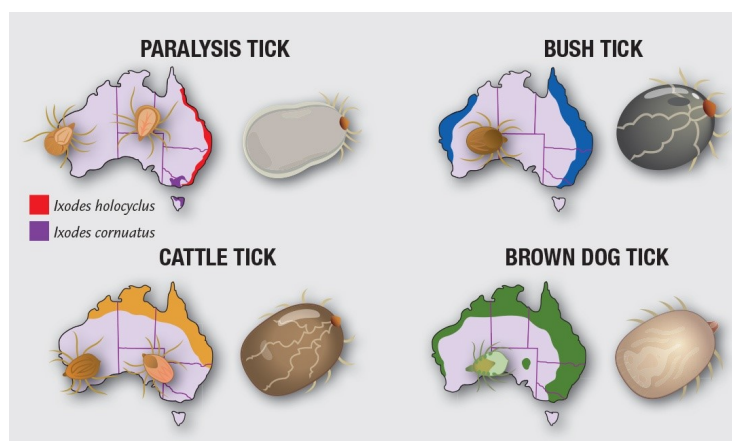 PARALYSIS TICK
BUSH TICK
Ixodes holocyclus
Ixodes cornuatus
CATTLE TICK
BROWN DOG TICK